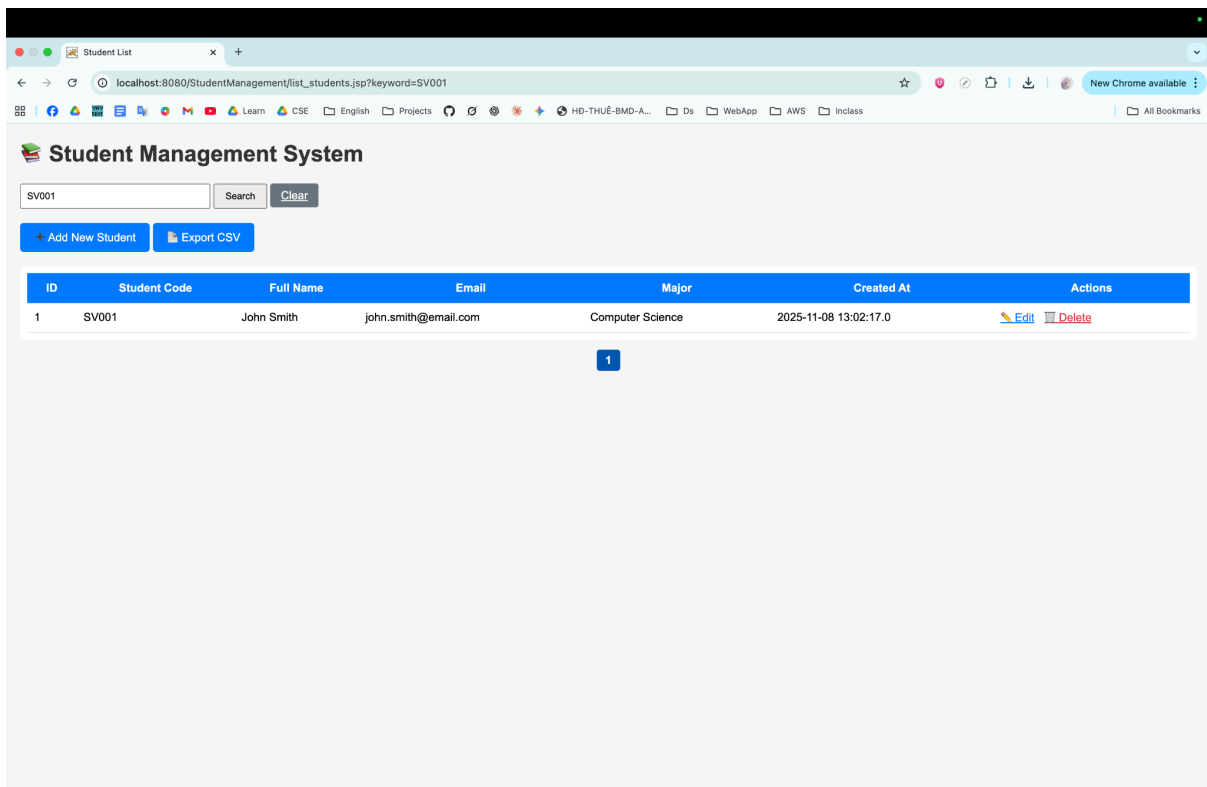 Student List
localhost:8080/StudentManagement/list_students.jsp?keyword=SV001
New Chrome available
Learn CSE English Projects HĐ-THUÊ-BMD-A... Ds WebApp AWS Inclass All Bookmarks
Student Management System
SV001 Search Clear
Add New Student Export CSV
ID Student Code Full Name Email Major Created At Actions
1 SV001 John Smith john.smith@email.com Computer Science 2025-11-08 13:02:17.0 Edit Delete
1